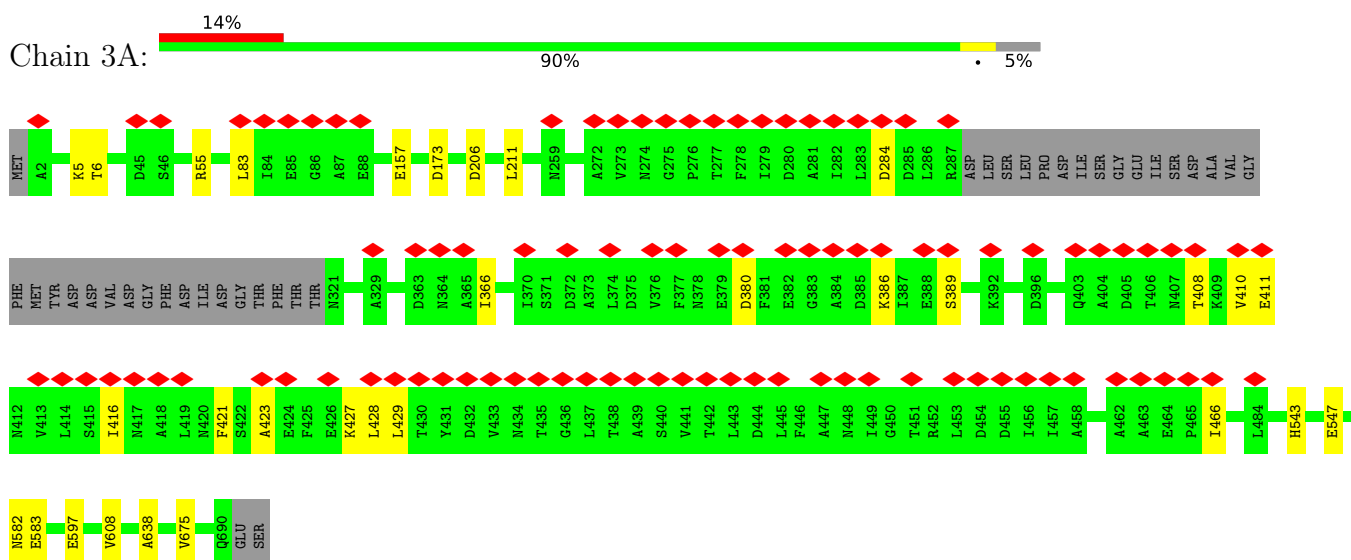 14%
Chain 3A:
90% • 5%
MET A2 K5 T6 D45 S46 R55 L83 I84 E85 G86 A87 E88 E157 D173 D206 L211 N259 A272 V273 N274 G275 P276 T277 F278 I279 D280 A281 I282 L283 D284 D285 L286 R287 ASP LEU SER LEU PRO ASP ILE SER GLY GLU ILE SER ASP ALA VAL GLY
PHE MET TYR ASP ASP VAL ASP GLY PHE ASP ILE ASP GLY THR PHE THR THR N321 A329 D363 N364 A365 I366 I370 S371 D372 A373 L374 D375 V376 F377 N378 E379 D380 F381 E382 G383 A384 D385 K386 I387 E388 S389 K392 D396 Q403 A404 D405 T406 N407 T408 K409 V410 E411
N412 V413 L414 S415 I416 N417 A418 L419 N420 F421 S422 A423 E424 F425 E426 K427 L428 L429 T430 Y431 D432 V433 N434 T435 G436 L437 T438 A439 S440 V441 T442 L443 D444 L445 F446 A447 N448 I449 G450 T451 R452 L453 D454 D455 I456 I457 A458 A462 A463 E464 P465 I466 L484 H543 E547
N582 E583 E597 V608 A638 V675 Q690 GLU SER